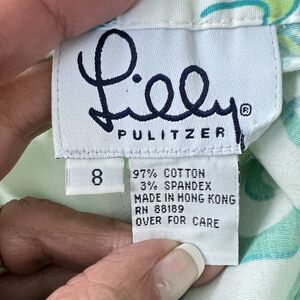 Lilly®
PULITZER
8
97% COTTON
3% SPANDEX
MADE IN HONG KONG
RN 88189
OVER FOR CARE